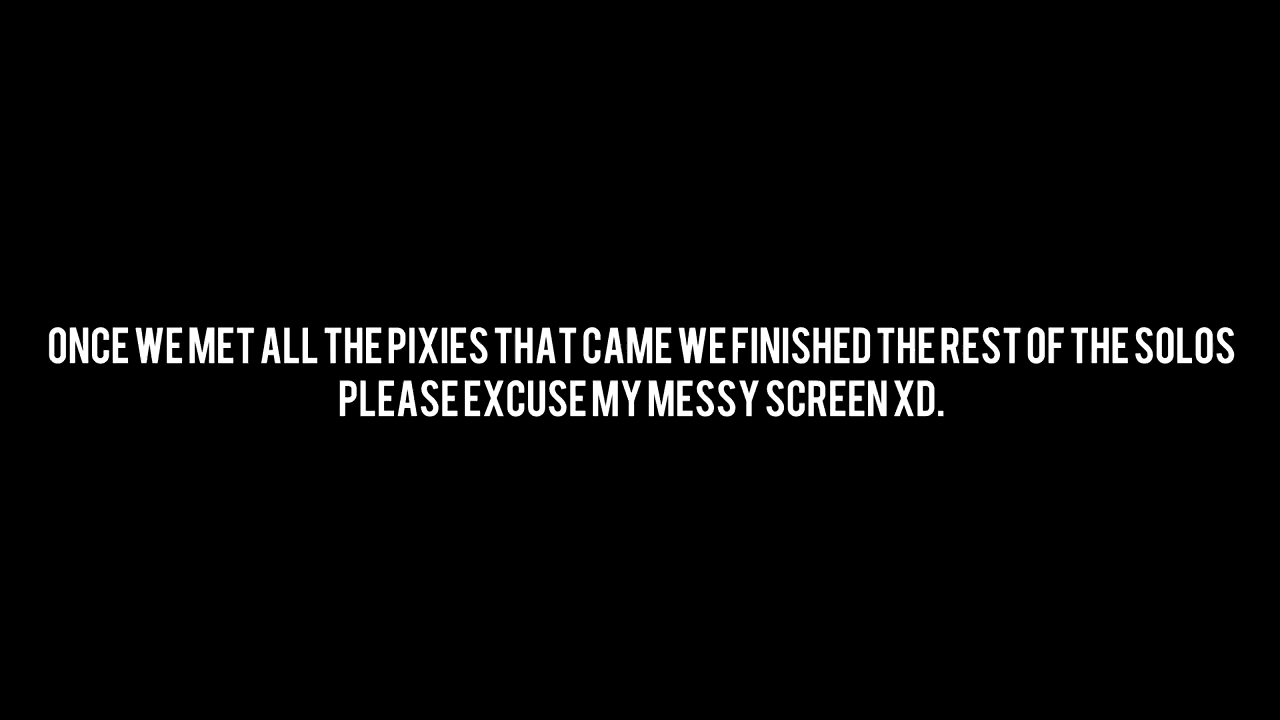 ONCE WE MET ALL THE PIXIES THAT CAME WE FINISHED THE REST OF THE SOLOS
PLEASE EXCUSE MY MESSY SCREEN XD.